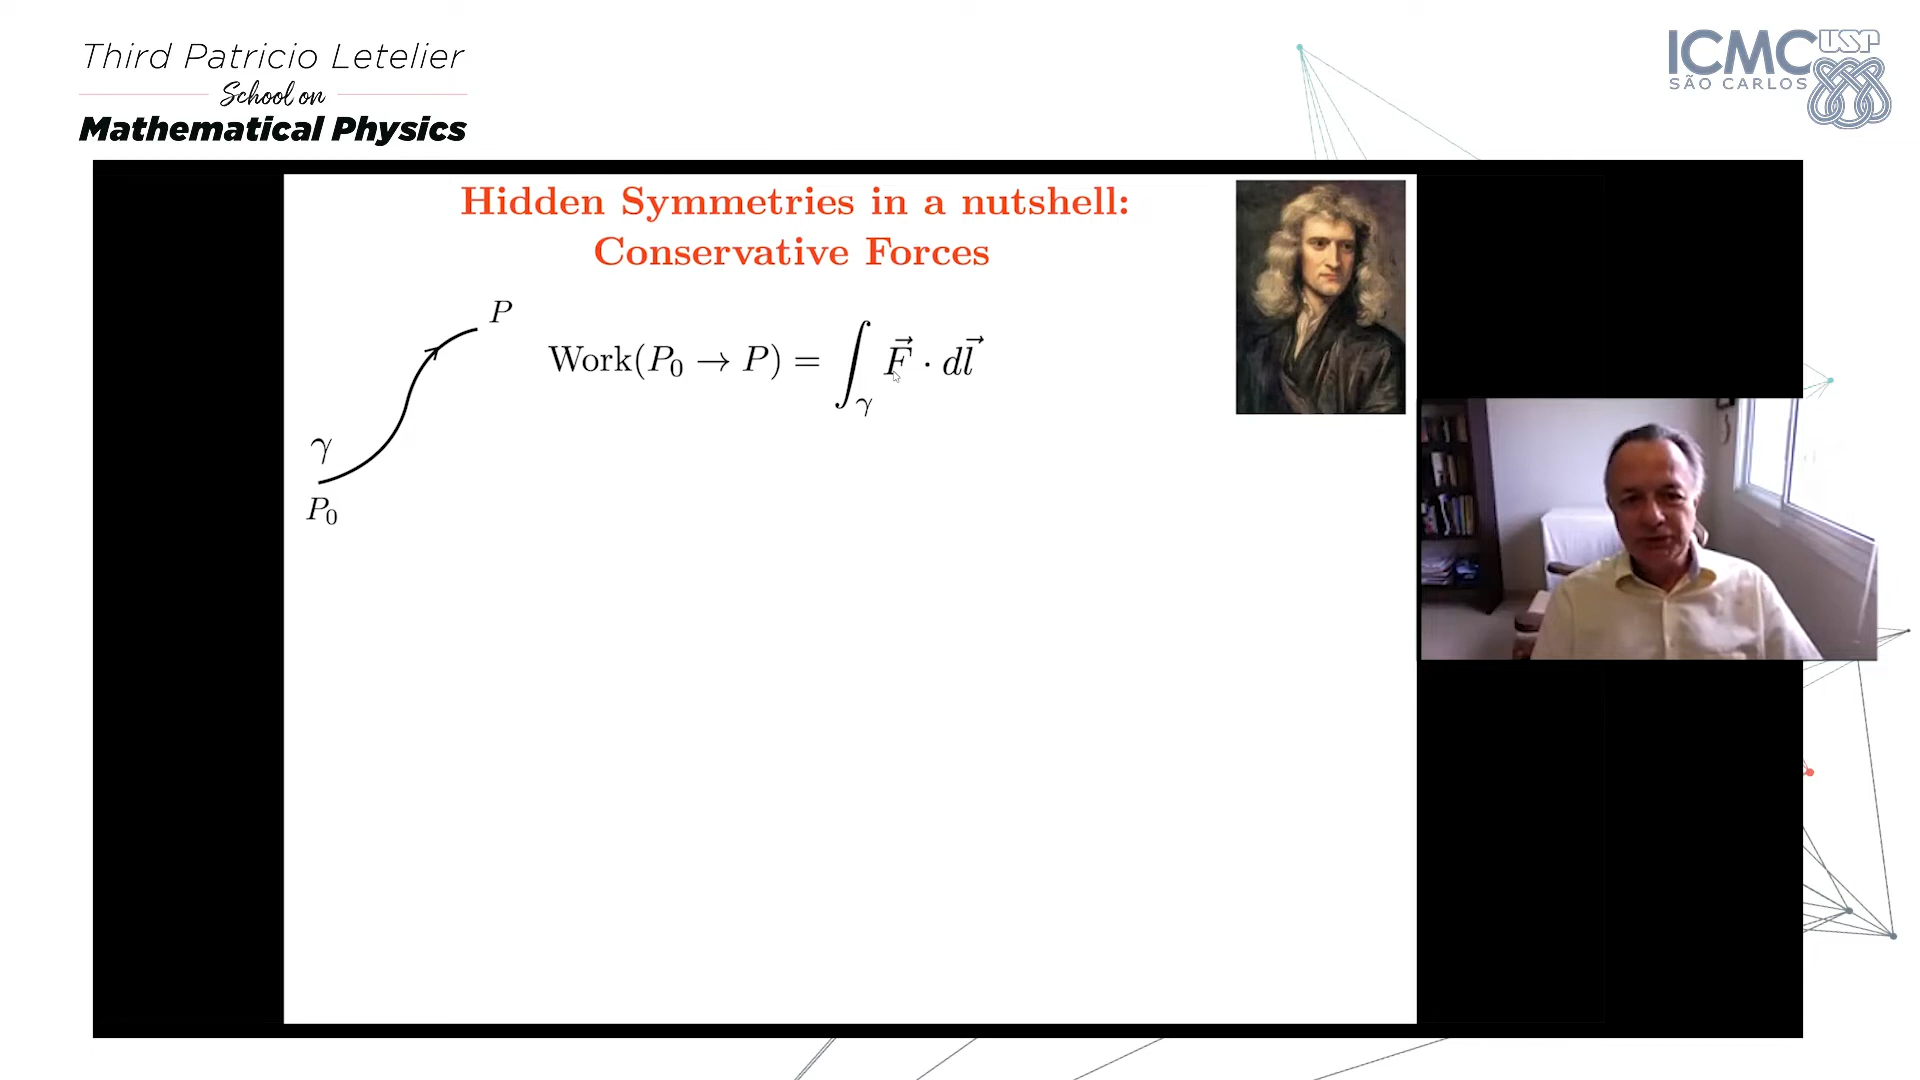 Third Patricio Letelier
School on
Mathematical Physics
ICMC USP
SÃO CARLOS
Hidden Symmetries in a nutshell:
Conservative Forces
P
Work(P₀ → P) = ∫_γ F⃗ · dl⃗
γ
P₀